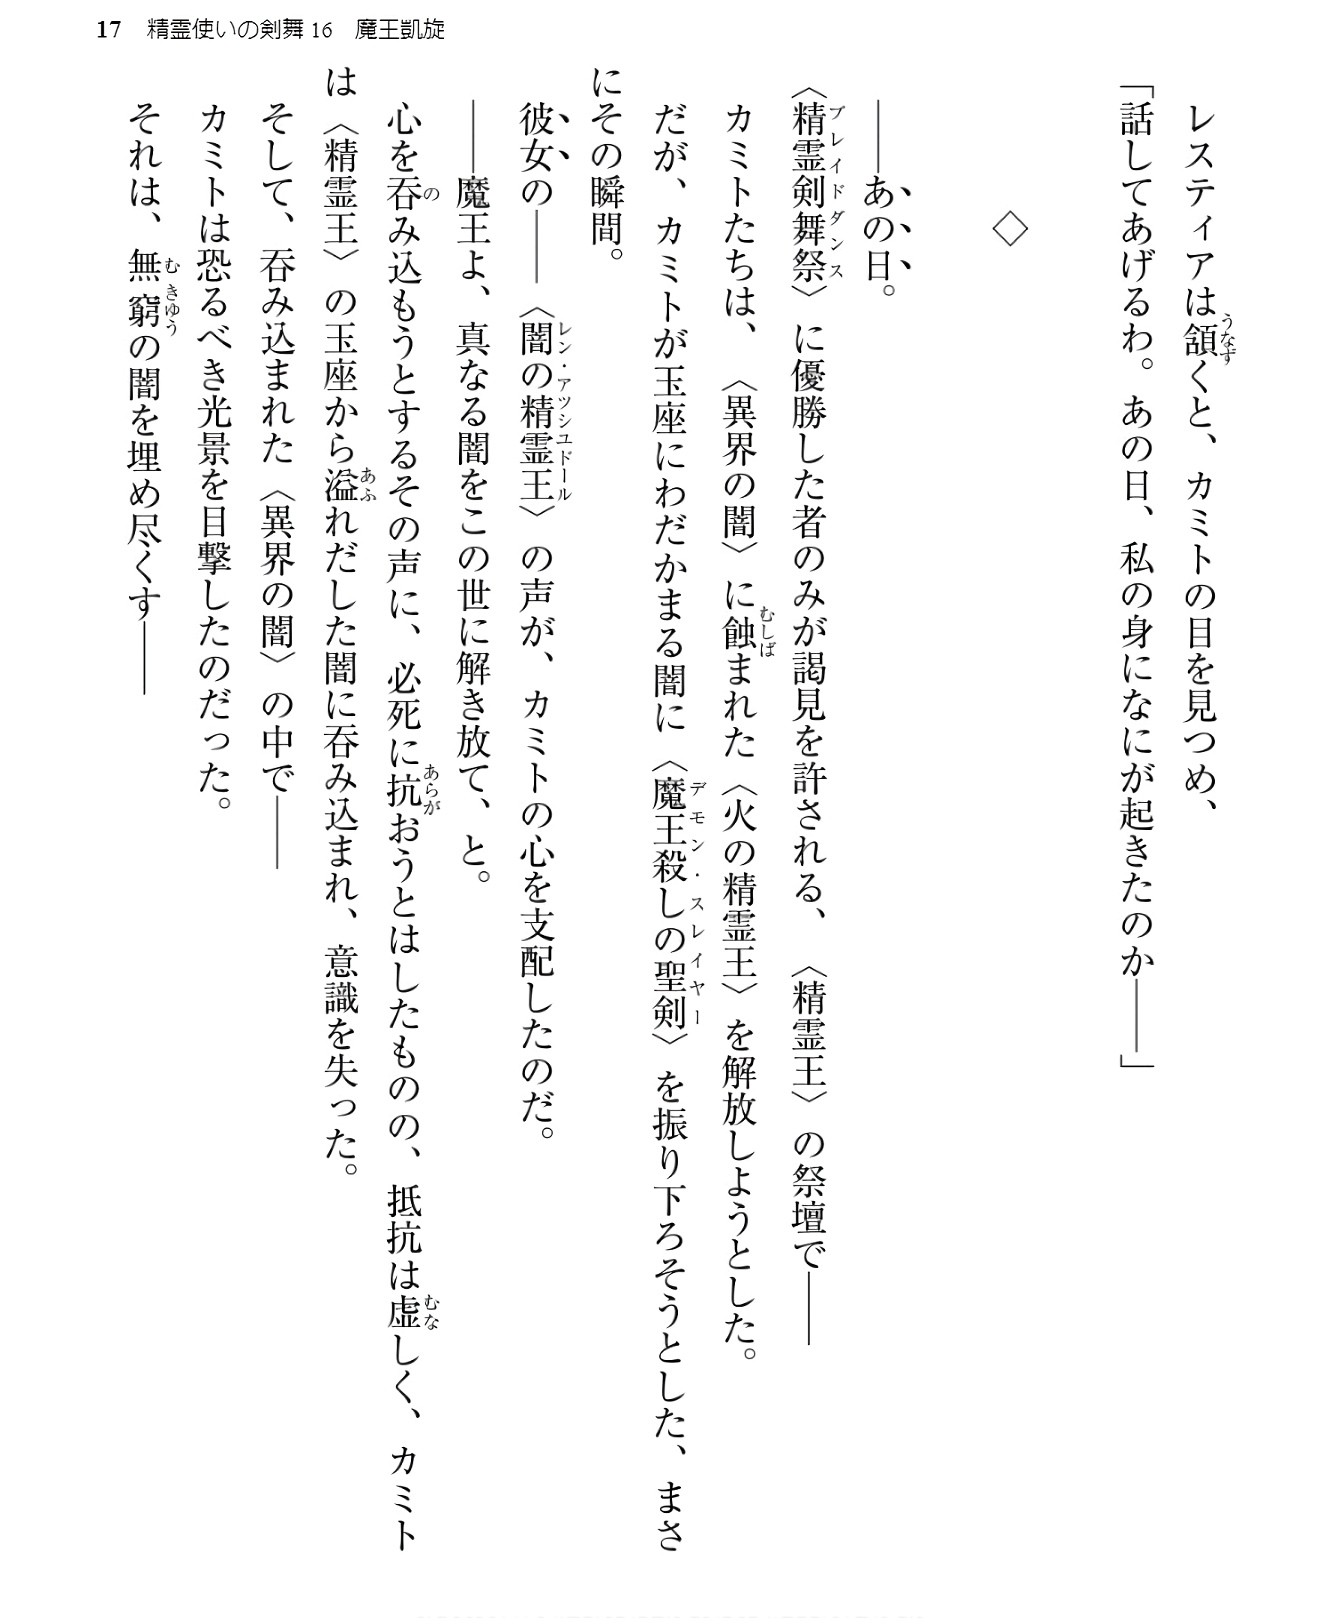 17　精霊使いの剣舞16　魔王凱旋
レスティアは頷くと、カミトの目を見つめ、
「話してあげるわ。あの日、私の身になにが起きたのか――」
◇
――あの日。
〈精霊剣舞祭〉に優勝した者のみが謁見を許される、〈精霊王〉の祭壇で――
カミトたちは、〈異界の闇〉に蝕まれた〈火の精霊王〉を解放しようとした。
だが、カミトが玉座にわだかまる闇に〈魔王殺しの聖剣〉を振り下ろそうとした、まさ
にその瞬間。
彼女の――〈闇の精霊王〉の声が、カミトの心を支配したのだ。
――魔王よ、真なる闇をこの世に解き放て、と。
心を呑み込もうとするその声に、必死に抗おうとはしたものの、抵抗は虚しく、カミト
は〈精霊王〉の玉座から溢れだした闇に呑み込まれ、意識を失った。
そして、呑み込まれた〈異界の闇〉の中で――
カミトは恐るべき光景を目撃したのだった。
それは、無窮の闇を埋め尽くす――